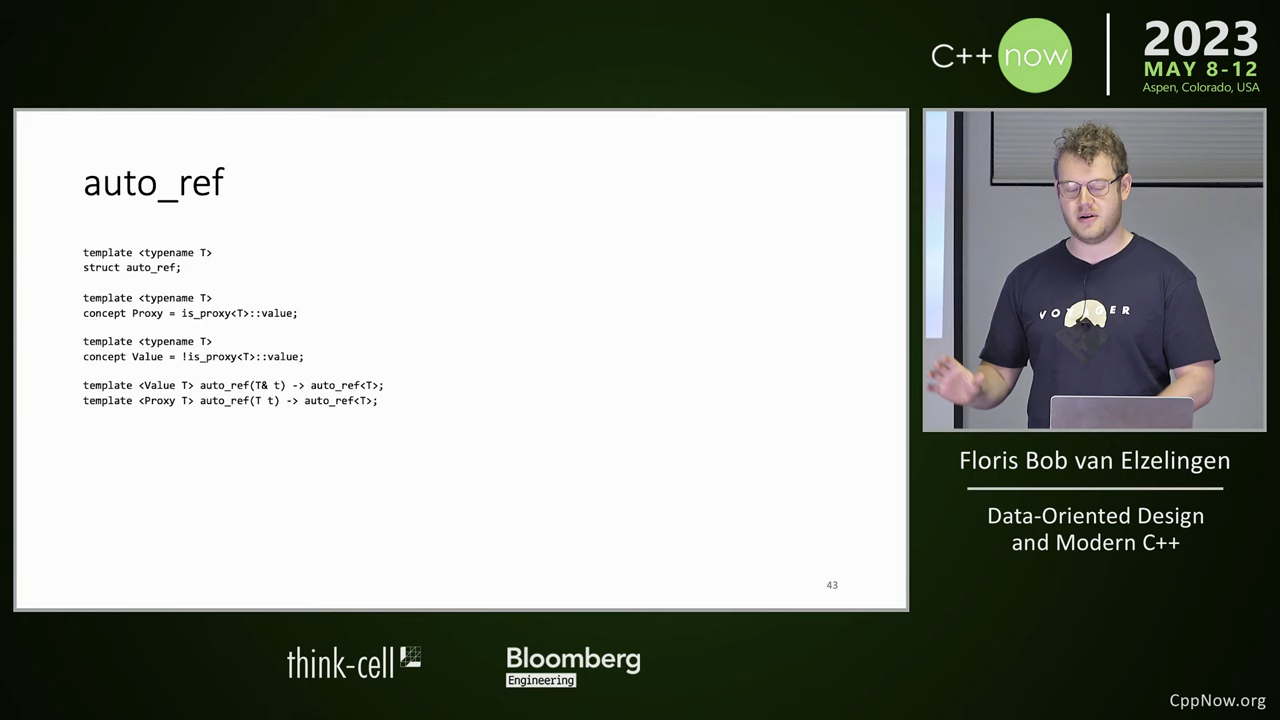 C++ now
2023
MAY 8-12
Aspen, Colorado, USA
auto_ref
template <typename T>
struct auto_ref;
template <typename T>
concept Proxy = is_proxy<T>::value;
template <typename T>
concept Value = !is_proxy<T>::value;
template <Value T> auto_ref(T& t) -> auto_ref<T>;
template <Proxy T> auto_ref(T t) -> auto_ref<T>;
43
VOYAGER
Floris Bob van Elzelingen
Data-Oriented Design
and Modern C++
think-cell
Bloomberg
Engineering
CppNow.org